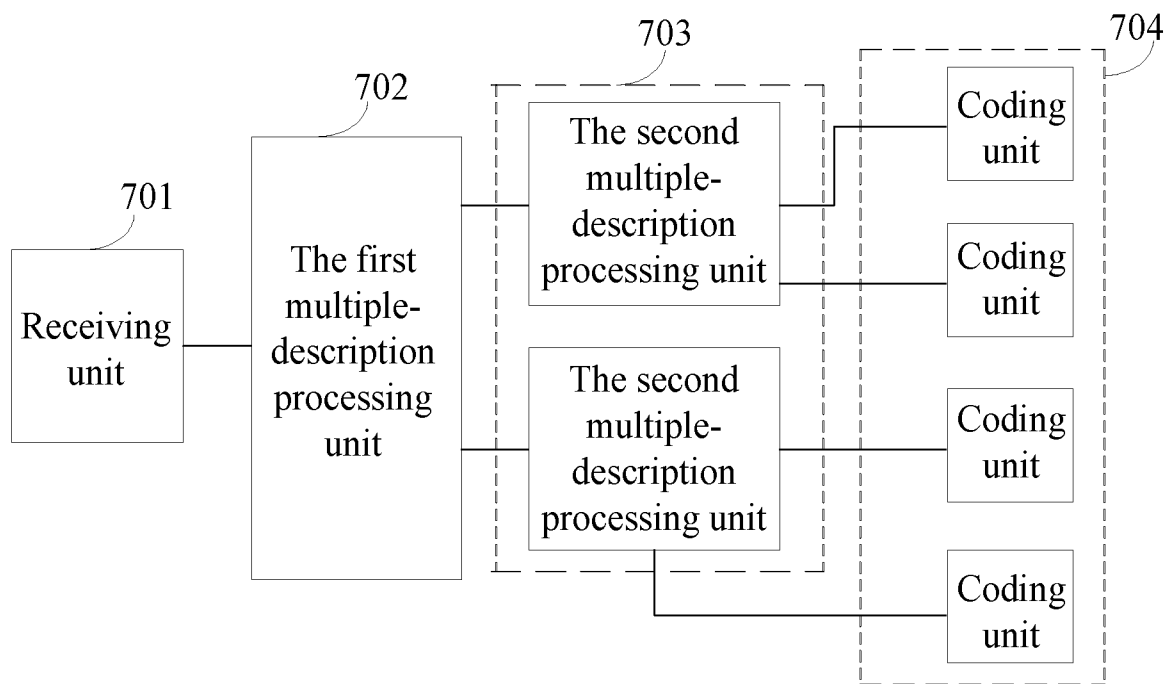 701
Receiving
unit
702
The first
multiple-
description
processing
unit
703
The second
multiple-
description
processing unit
The second
multiple-
description
processing unit
704
Coding
unit
Coding
unit
Coding
unit
Coding
unit